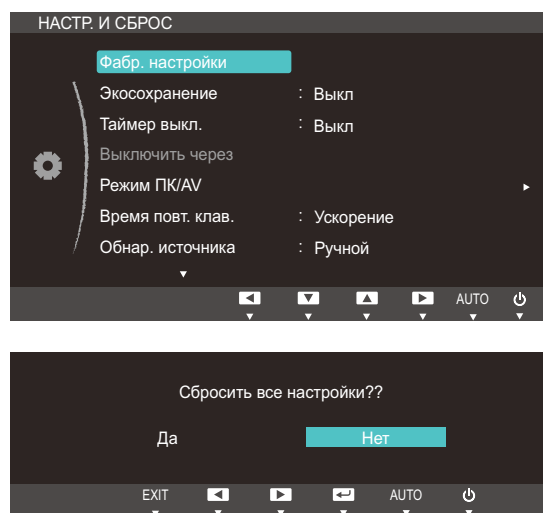 НАСТР. И СБРОС
Фабр. настройки
Экосохранение : Выкл
Таймер выкл. : Выкл
Выключить через
Режим ПК/AV
Время повт. клав. : Ускорение
Обнар. источника : Ручной
AUTO
Сбросить все настройки??
Да Нет
EXIT AUTO